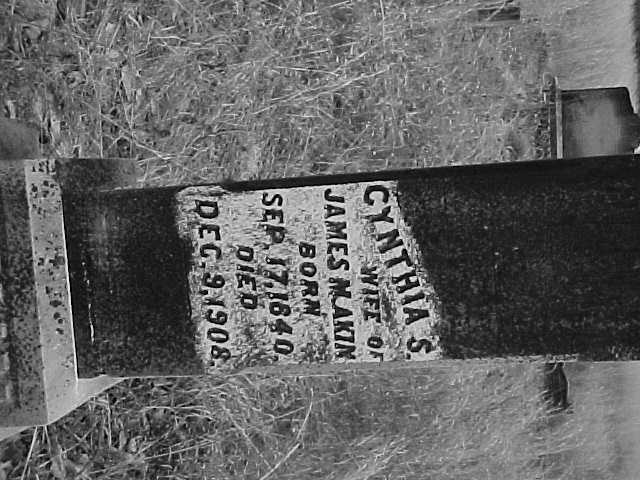 CYNTHIA S.
WIFE OF
JAMES M. AKIN
BORN
SEP. 17, 1840.
DIED
DEC. 9, 1908.